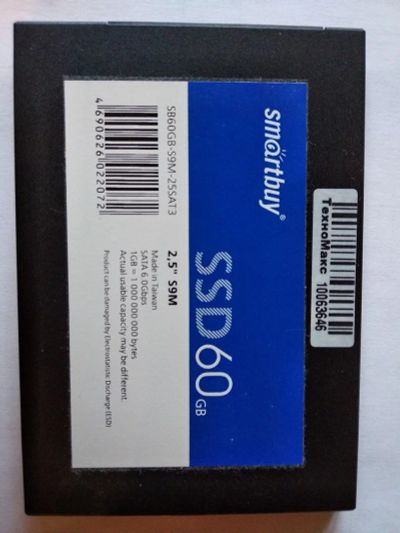 smartbuy®
SSD60 GB
SB60GB-S9M-25SAT3
4 690626 022072
2,5" S9M
Made in Taiwan
SATA 6.0Gbps
1GB = 1 000 000 000 bytes
Actual usable capacity may be different.
Product can be damaged by Electrostatic Discharge (ESD)
ТехноМакс
10063646